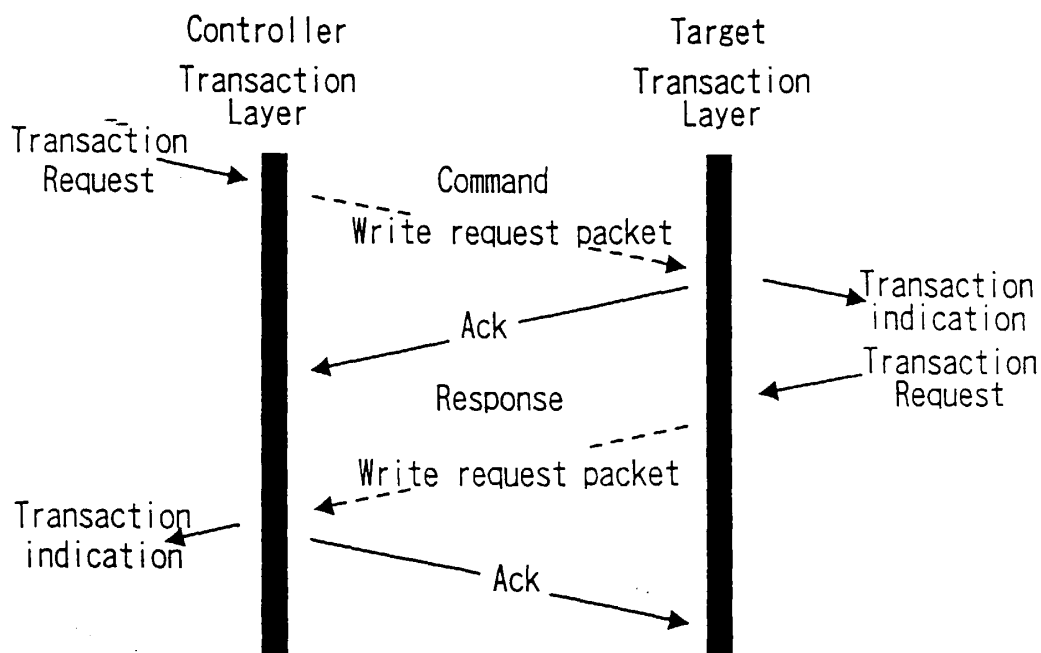 Controller
Target
Transaction
Layer
Transaction
Layer
Transaction
Request
Command
Write request packet
Transaction
indication
Ack
Transaction
Request
Response
Write request packet
Transaction
indication
Ack